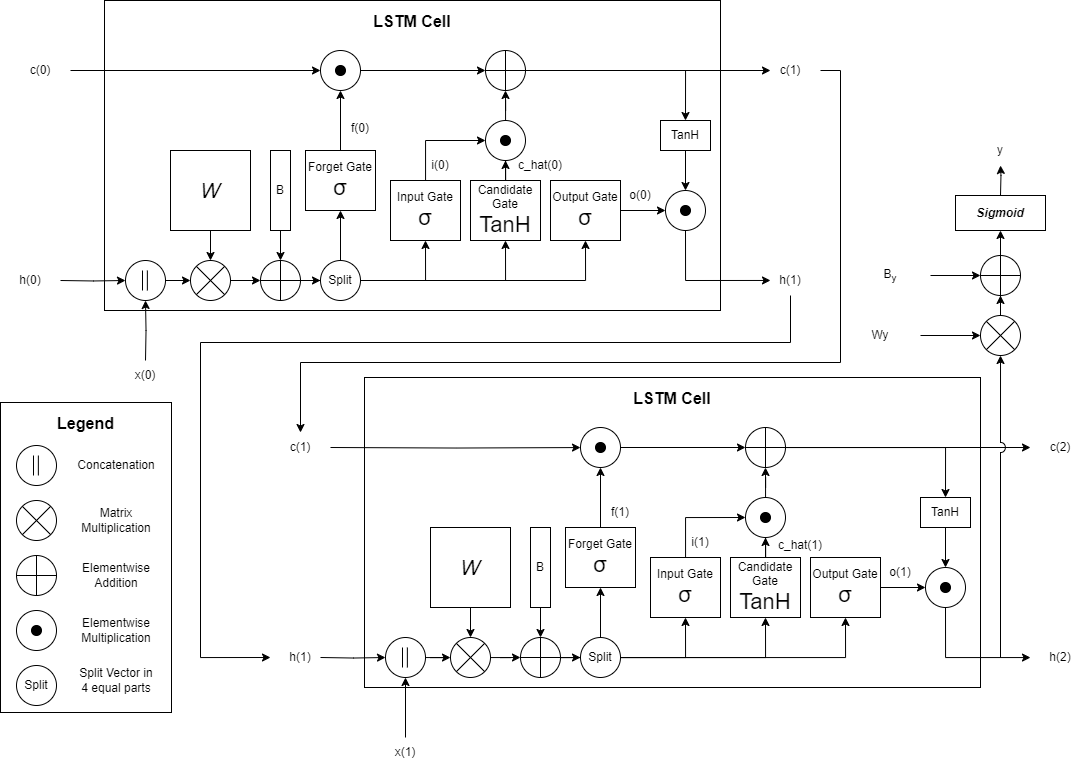 LSTM Cell
c(0)
c(1)
f(0)
TanH
i(0)
c_hat(0)
W
B
Forget Gate
σ
Input Gate
σ
Candidate
Gate
TanH
Output Gate
σ
o(0)
h(0)
||
Split
h(1)
x(0)
y
Sigmoid
By
Wy
LSTM Cell
c(1)
c(2)
f(1)
TanH
i(1)
c_hat(1)
W
B
Forget Gate
σ
Input Gate
σ
Candidate
Gate
TanH
Output Gate
σ
o(1)
h(1)
||
Split
h(2)
x(1)
Legend
||
Concatenation
Matrix
Multiplication
Elementwise
Addition
Elementwise
Multiplication
Split
Split Vector in
4 equal parts